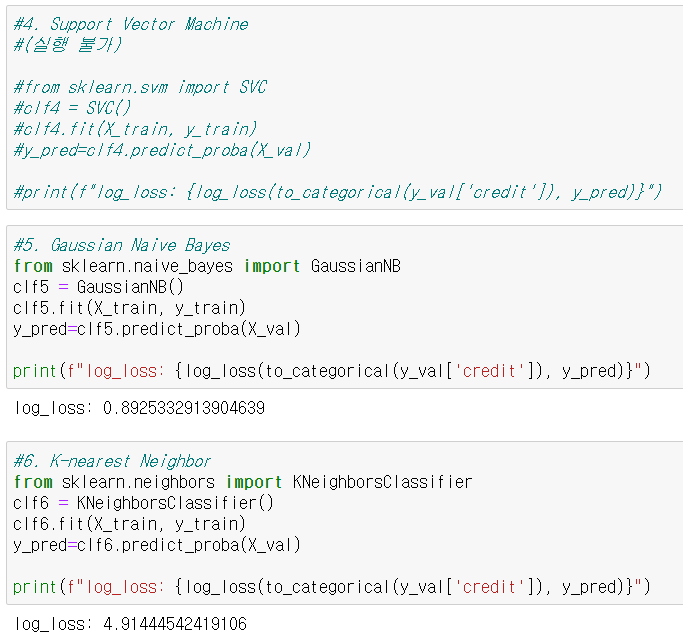 #4. Support Vector Machine
#(실행 불가)
#from sklearn.svm import SVC
#clf4 = SVC()
#clf4.fit(X_train, y_train)
#y_pred=clf4.predict_proba(X_val)
#print(f"log_loss: {log_loss(to_categorical(y_val['credit']), y_pred)}")
#5. Gaussian Naive Bayes
from sklearn.naive_bayes import GaussianNB
clf5 = GaussianNB()
clf5.fit(X_train, y_train)
y_pred=clf5.predict_proba(X_val)
print(f"log_loss: {log_loss(to_categorical(y_val['credit']), y_pred)}")
log_loss: 0.8925332913904639
#6. K-nearest Neighbor
from sklearn.neighbors import KNeighborsClassifier
clf6 = KNeighborsClassifier()
clf6.fit(X_train, y_train)
y_pred=clf6.predict_proba(X_val)
print(f"log_loss: {log_loss(to_categorical(y_val['credit']), y_pred)}")
log_loss: 4.91444542419106